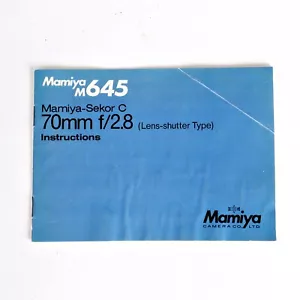 Mamiya
M645
Mamiya-Sekor C
70mm f/2.8 (Lens-shutter Type)
Instructions
Mamiya
CAMERA CO., LTD.